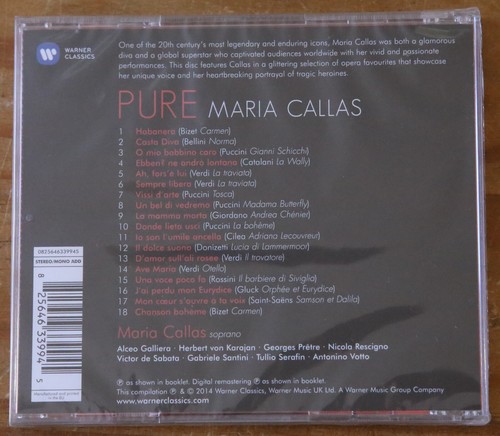 WARNER
CLASSICS
One of the 20th century's most legendary and enduring icons, Maria Callas was both a glamorous
diva and a global superstar who captivated audiences worldwide with her vivid and passionate
performances. This disc features Callas in a glittering selection of opera favourites that showcase
her unique voice and her heartbreaking portrayal of tragic heroines.
PURE MARIA CALLAS
1 Habanera (Bizet Carmen)
2 Casta Diva (Bellini Norma)
3 O mio babbino caro (Puccini Gianni Schicchi)
4 Ebben? ne andrò lontana (Catalani La Wally)
5 Ah, fors'è lui (Verdi La traviata)
6 Sempre libera (Verdi La traviata)
7 Vissi d'arte (Puccini Tosca)
8 Un bel dì vedremo (Puccini Madama Butterfly)
9 La mamma morta (Giordano Andrea Chénier)
10 Donde lieta uscì (Puccini La bohème)
11 Io son l'umile ancella (Cilea Adriana Lecouvreur)
12 Il dolce suono (Donizetti Lucia di Lammermoor)
13 D'amor sull'ali rosee (Verdi Il trovatore)
14 Ave Maria (Verdi Otello)
15 Una voce poco fa (Rossini Il barbiere di Siviglia)
16 J'ai perdu mon Eurydice (Gluck Orphée et Eurydice)
17 Mon cœur s'ouvre à ta voix (Saint-Saëns Samson et Dalila)
18 Chanson bohème (Bizet Carmen)
Maria Callas soprano
Alceo Galliera · Herbert von Karajan · Georges Prêtre · Nicola Rescigno
Victor de Sabata · Gabriele Santini · Tullio Serafin · Antonino Votto
℗ as shown in booklet. Digital remastering ℗ as shown in booklet.
This compilation ℗ & © 2014 Warner Classics, Warner Music UK Ltd. A Warner Music Group Company
www.warnerclassics.com
0825646339945
STEREO/MONO ADD
8 25646 33994 5